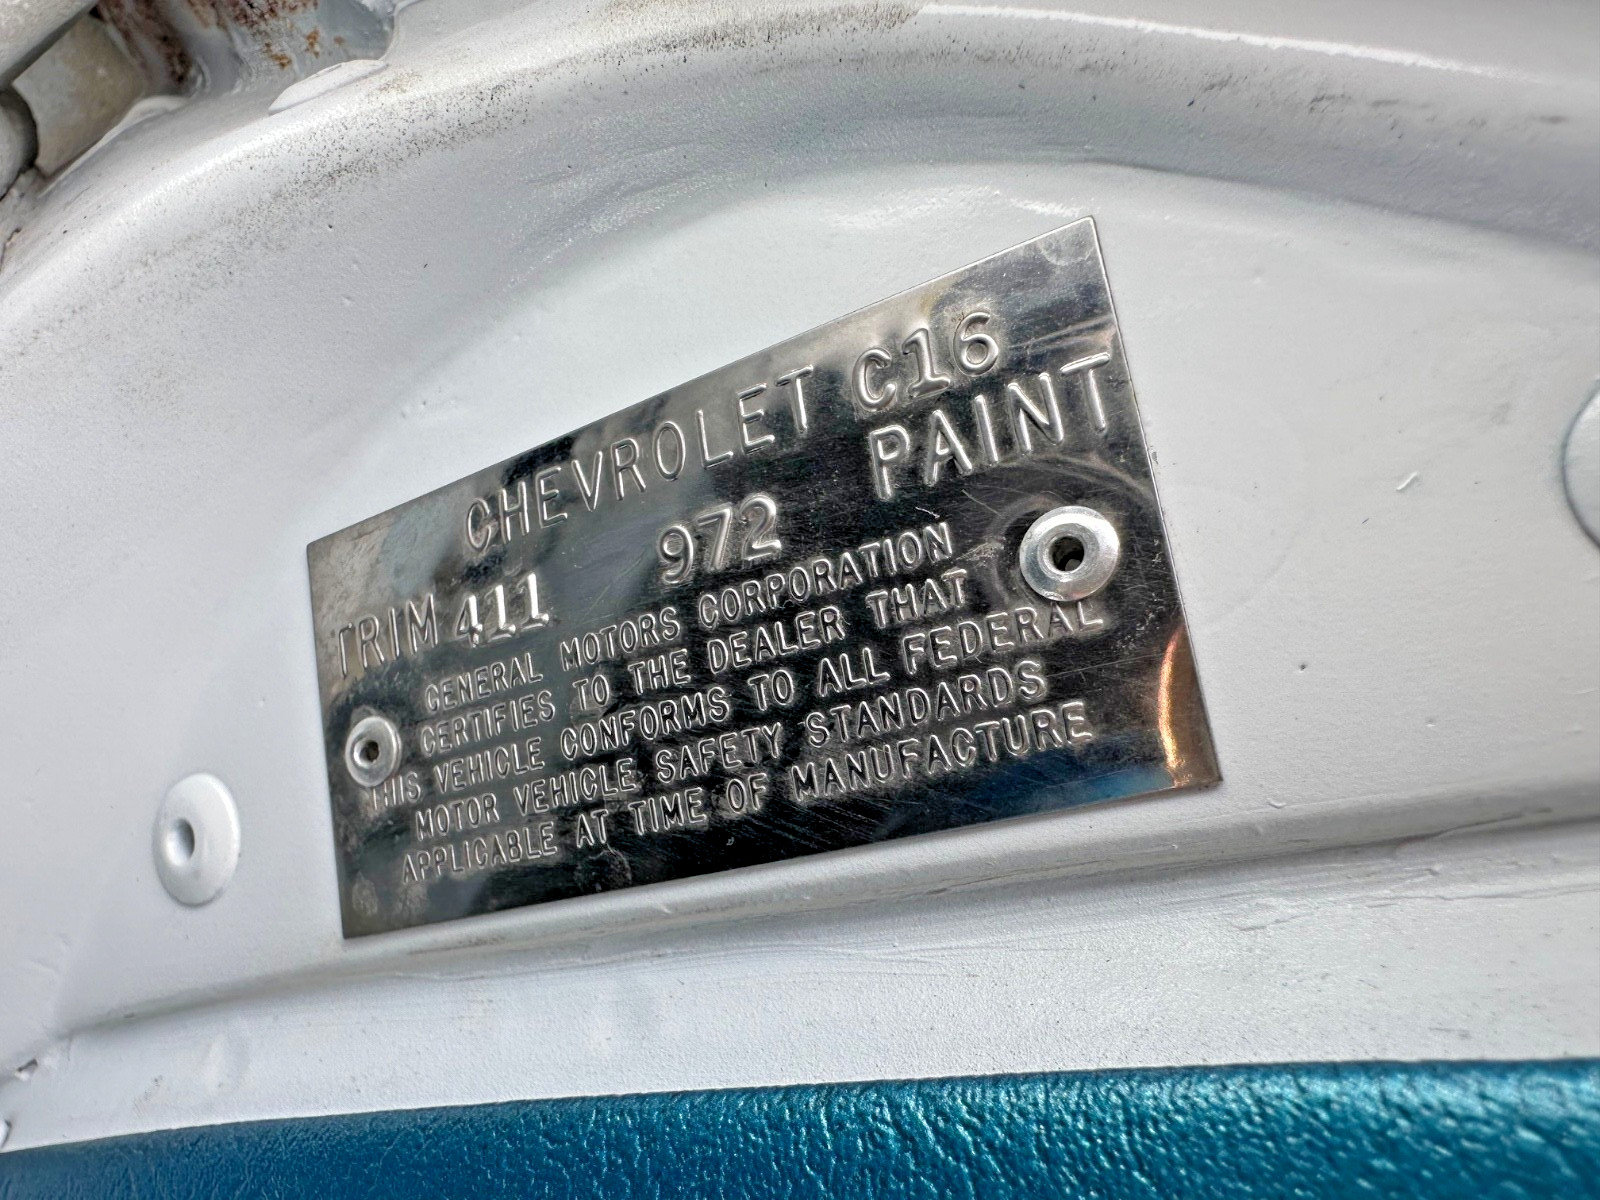 CHEVROLET C16
TRIM 411 972 PAINT
GENERAL MOTORS CORPORATION
CERTIFIES TO THE DEALER THAT
THIS VEHICLE CONFORMS TO ALL FEDERAL
MOTOR VEHICLE SAFETY STANDARDS
APPLICABLE AT TIME OF MANUFACTURE